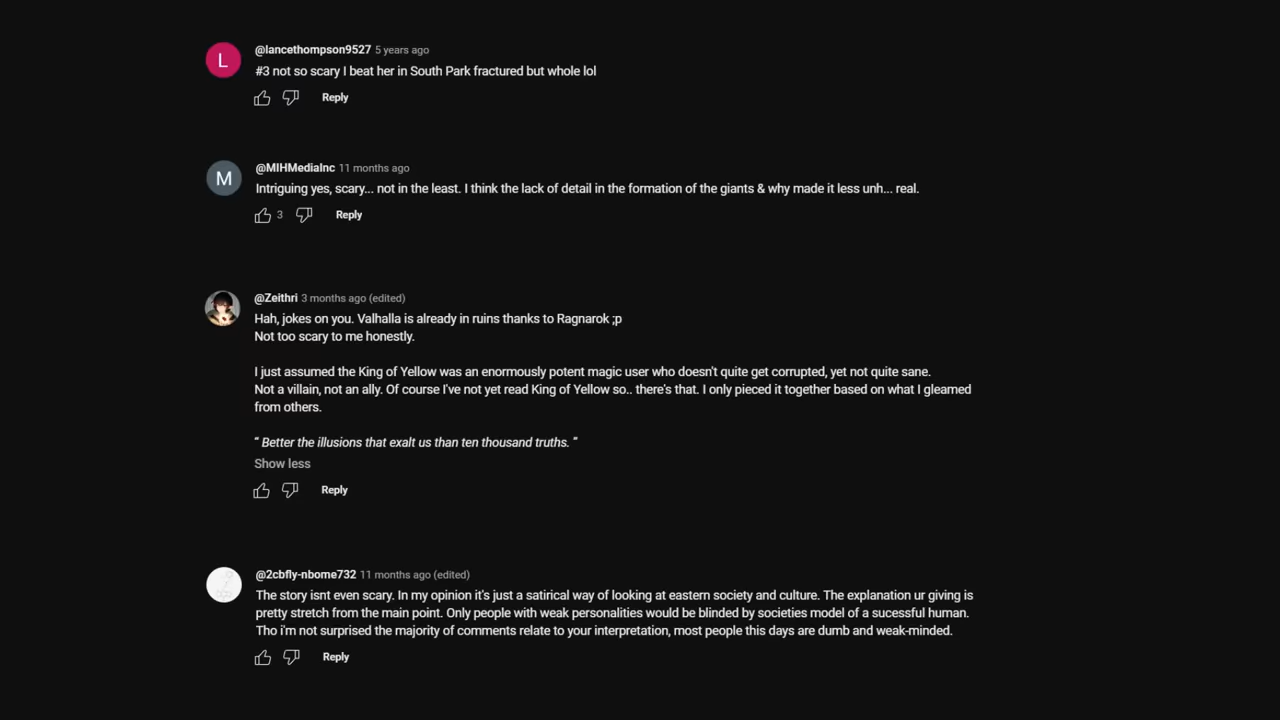 L
@lancethompson9527 5 years ago
#3 not so scary I beat her in South Park fractured but whole lol
Reply
M
@MIHMediaInc 11 months ago
Intriguing yes, scary... not in the least. I think the lack of detail in the formation of the giants & why made it less unh... real.
3 Reply
@Zeithri 3 months ago (edited)
Hah, jokes on you. Valhalla is already in ruins thanks to Ragnarok ;p
Not too scary to me honestly.
I just assumed the King of Yellow was an enormously potent magic user who doesn't quite get corrupted, yet not quite sane.
Not a villain, not an ally. Of course I've not yet read King of Yellow so.. there's that. I only pieced it together based on what I gleamed
from others.
“ Better the illusions that exalt us than ten thousand truths. ”
Show less
Reply
@2cbfly-nbome732 11 months ago (edited)
The story isnt even scary. In my opinion it's just a satirical way of looking at eastern society and culture. The explanation ur giving is
pretty stretch from the main point. Only people with weak personalities would be blinded by societies model of a sucessful human.
Tho i'm not surprised the majority of comments relate to your interpretation, most people this days are dumb and weak-minded.
Reply